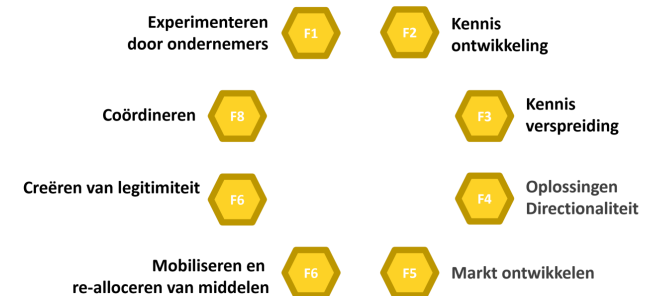 Experimenteren
door ondernemers
F1
F2
Kennis
ontwikkeling
Coördineren
F8
F3
Kennis
verspreiding
Creëren van legitimiteit
F6
F4
Oplossingen
Directionaliteit
Mobiliseren en
re-alloceren van middelen
F6
F5
Markt ontwikkelen